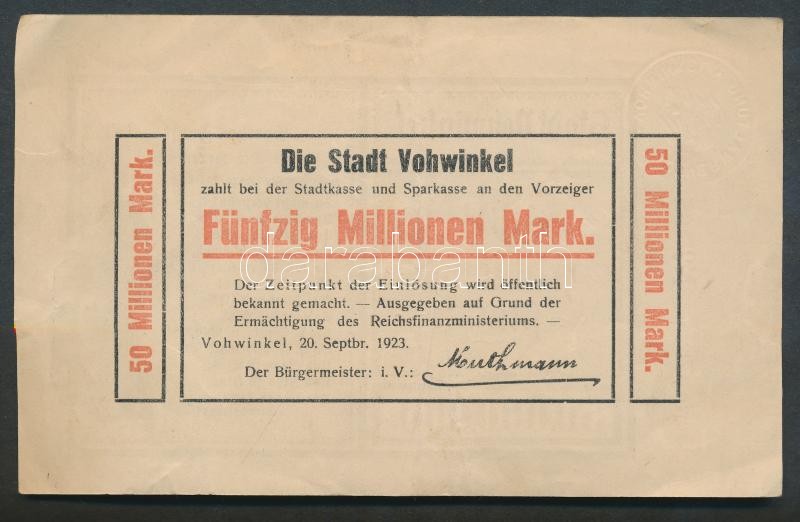 50 Millionen Mark.
Die Stadt Vohwinkel
zahlt bei der Stadtkasse und Sparkasse an den Vorzeiger
Fünfzig Millionen Mark.
Der Zeitpunkt der Einlösung wird öffentlich
bekannt gemacht. — Ausgegeben auf Grund der
Ermächtigung des Reichsfinanzministeriums. —
Vohwinkel, 20. Septbr. 1923.
Der Bürgermeister: i. V.: Muthmann
50 Millionen Mark.
darabanth